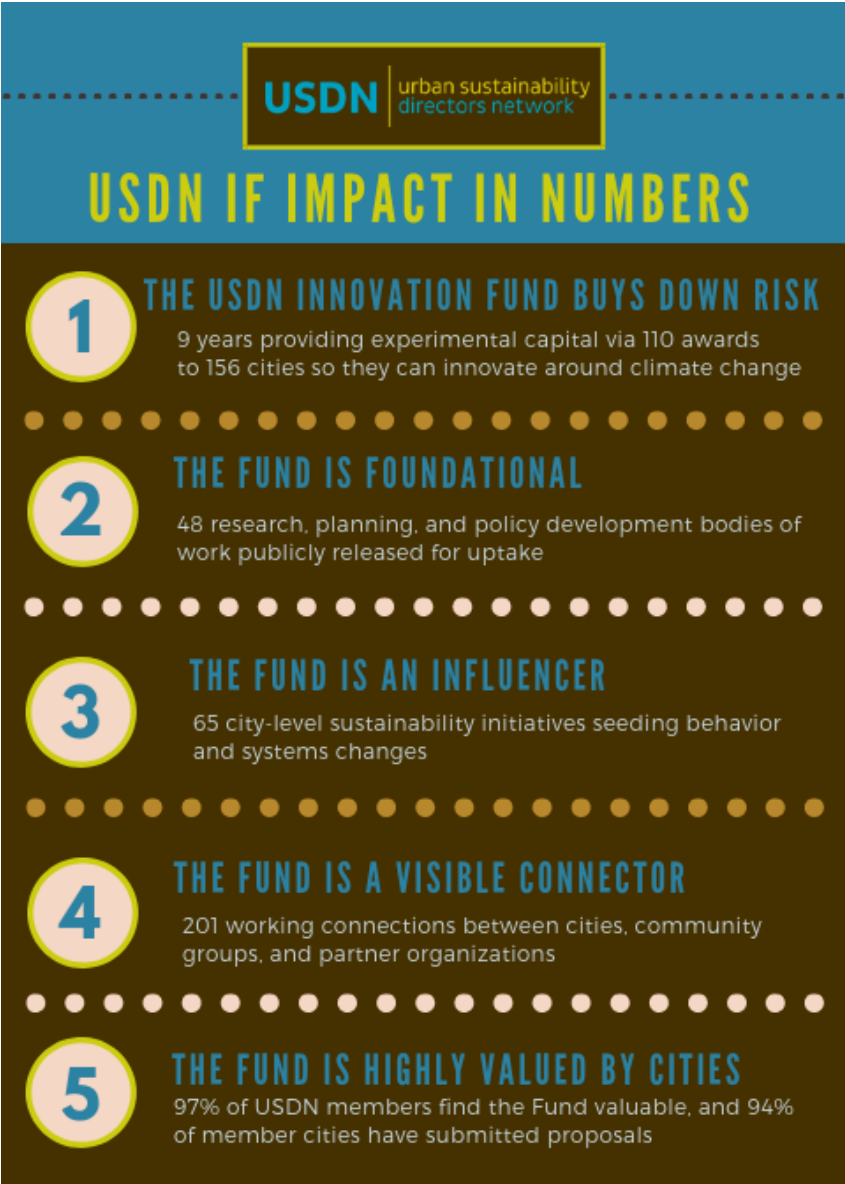 USDN urban sustainability
directors network
USDN IF IMPACT IN NUMBERS
1 THE USDN INNOVATION FUND BUYS DOWN RISK
9 years providing experimental capital via 110 awards
to 156 cities so they can innovate around climate change
2 THE FUND IS FOUNDATIONAL
48 research, planning, and policy development bodies of
work publicly released for uptake
3 THE FUND IS AN INFLUENCER
65 city-level sustainability initiatives seeding behavior
and systems changes
4 THE FUND IS A VISIBLE CONNECTOR
201 working connections between cities, community
groups, and partner organizations
5 THE FUND IS HIGHLY VALUED BY CITIES
97% of USDN members find the Fund valuable, and 94%
of member cities have submitted proposals